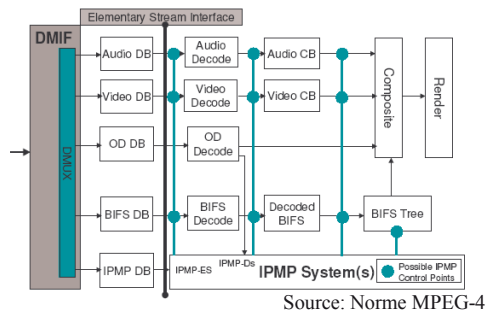 Elementary Stream Interface
DMIF
DMUX
Audio DB
Audio
Decode
Audio CB
Video DB
Video
Decode
Video CB
OD DB
OD
Decode
BIFS DB
BIFS
Decode
Decoded
BIFS
BIFS Tree
Composite
Render
IPMP DB
IPMP-ES
IPMP-Ds
IPMP System(s)
Possible IPMP
Control Points
Source: Norme MPEG-4